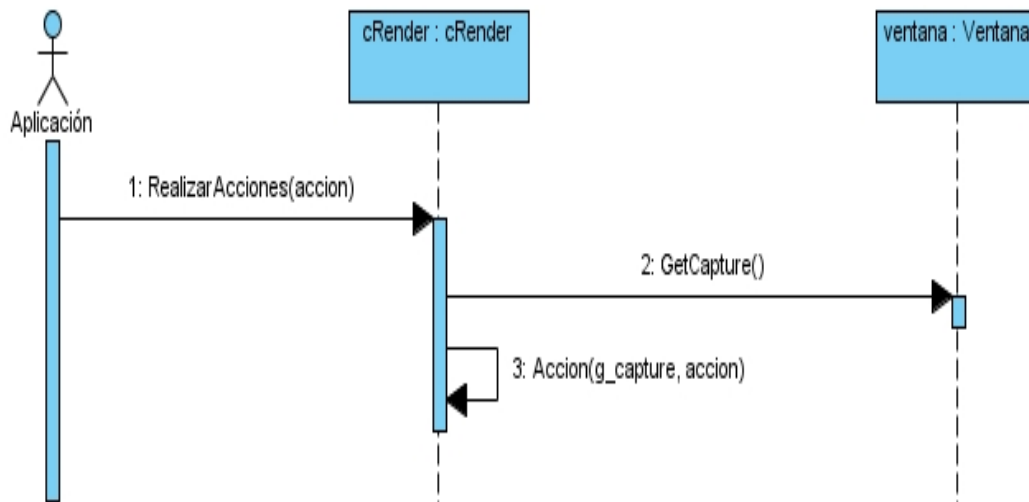 cRender : cRender
ventana : Ventana
Aplicación
1: RealizarAcciones(accion)
2: GetCapture()
3: Accion(g_capture, accion)